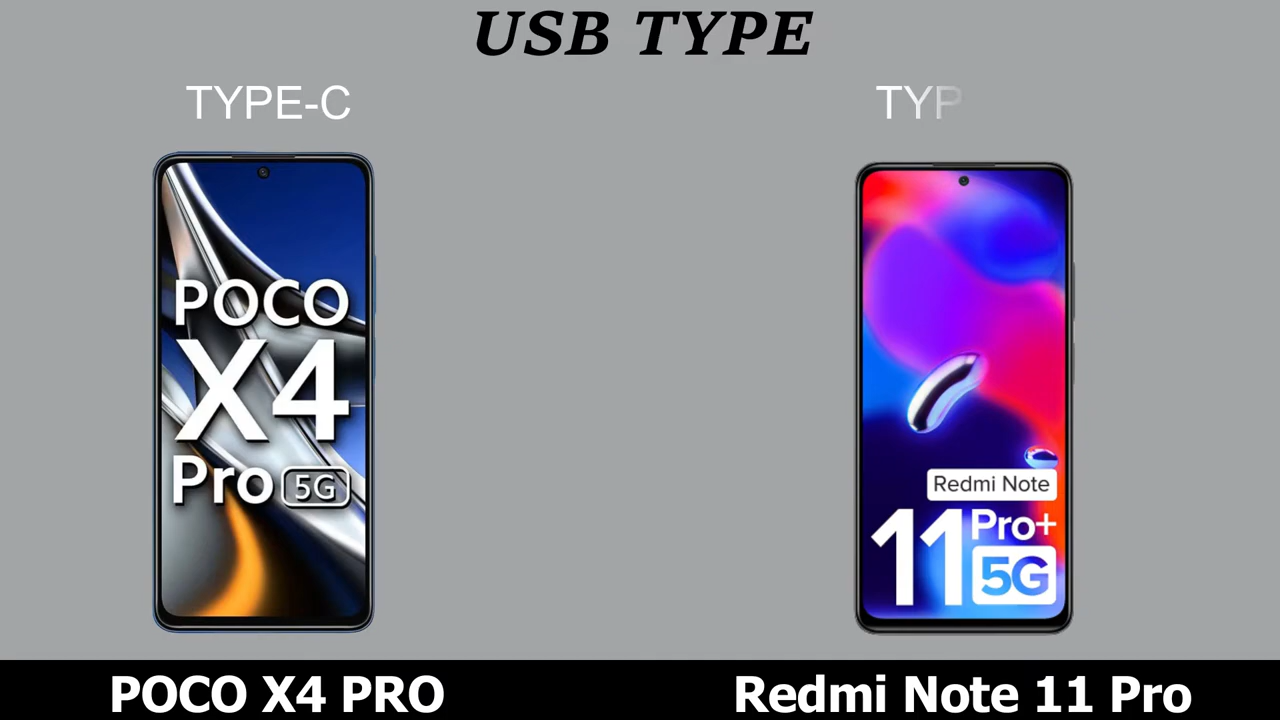 USB TYPE
TYPE-C
TYP
POCO
X4
Pro 5G
Redmi Note
11 Pro+
5G
POCO X4 PRO
Redmi Note 11 Pro